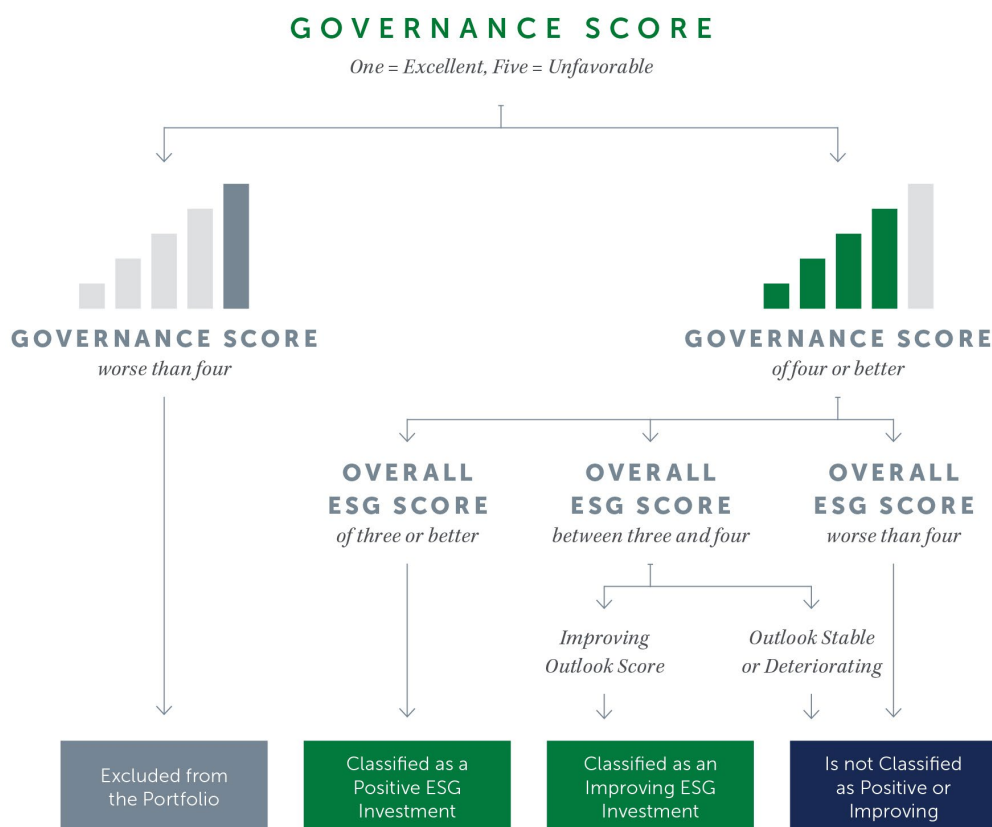 GOVERNANCE SCORE
One = Excellent, Five = Unfavorable
GOVERNANCE SCORE
worse than four
GOVERNANCE SCORE
of four or better
OVERALL
ESG SCORE
of three or better
OVERALL
ESG SCORE
between three and four
OVERALL
ESG SCORE
worse than four
Improving
Outlook Score
Outlook Stable
or Deteriorating
Excluded from
the Portfolio
Classified as a
Positive ESG
Investment
Classified as an
Improving ESG
Investment
Is not Classified
as Positive or
Improving